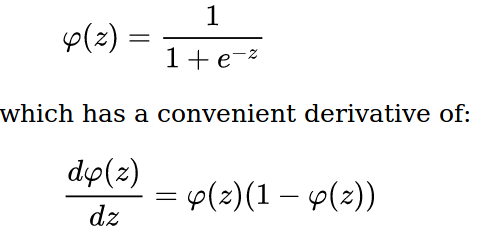 φ(z) = 1 / (1 + e^{-z})
which has a convenient derivative of:
dφ(z)/dz = φ(z)(1 − φ(z))